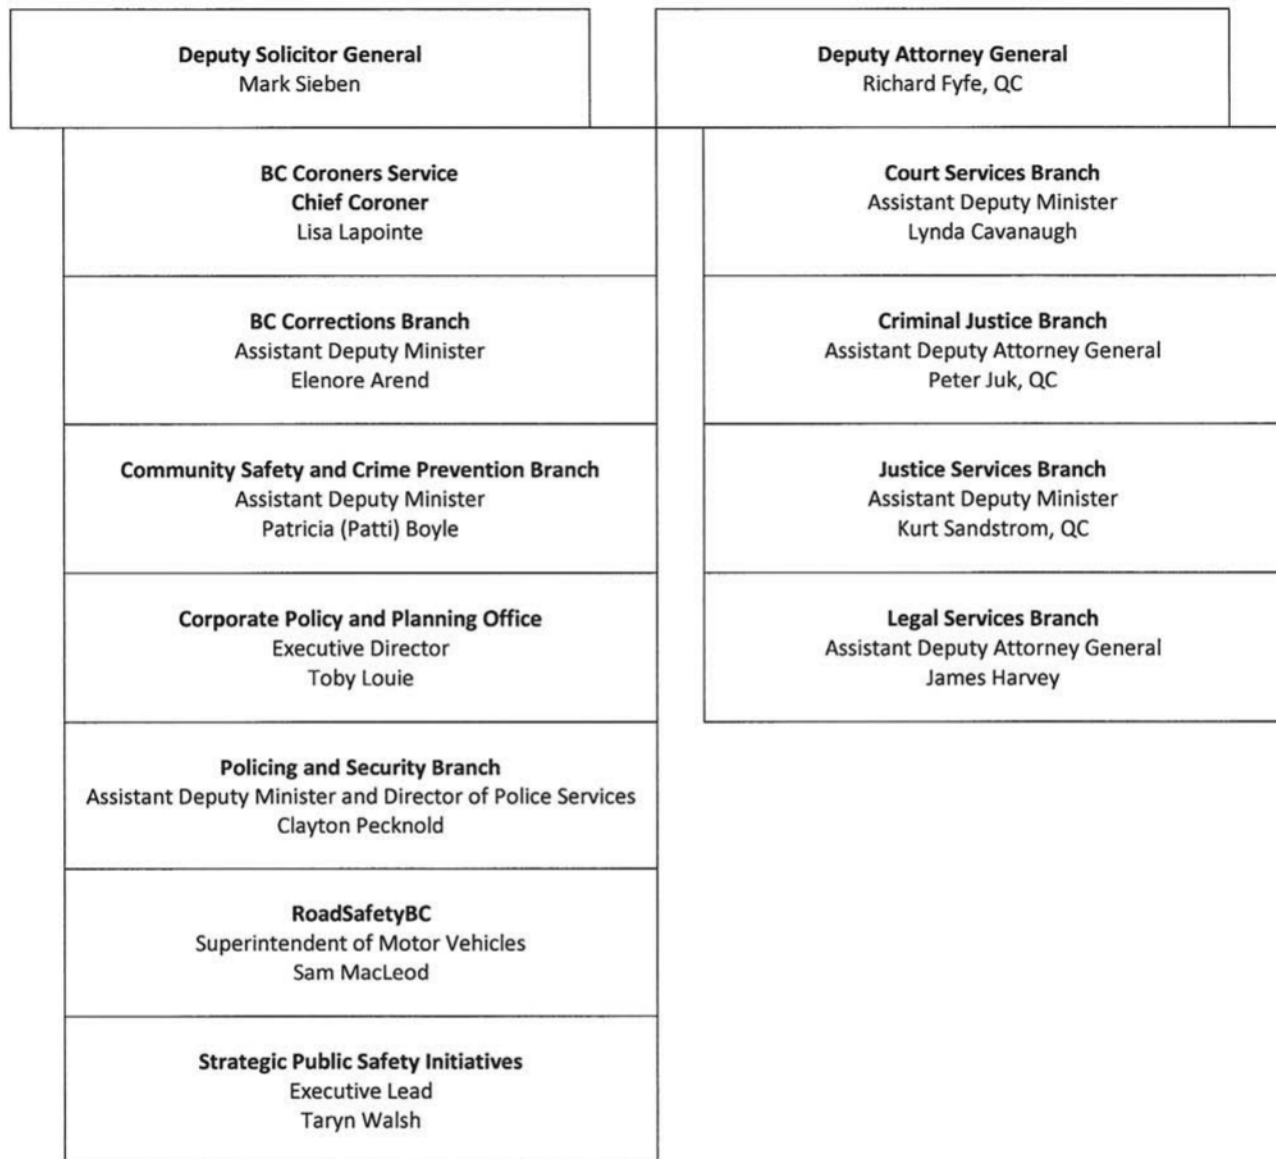 Deputy Solicitor General
Mark Sieben
BC Coroners Service
Chief Coroner
Lisa Lapointe
BC Corrections Branch
Assistant Deputy Minister
Elenore Arend
Community Safety and Crime Prevention Branch
Assistant Deputy Minister
Patricia (Patti) Boyle
Corporate Policy and Planning Office
Executive Director
Toby Louie
Policing and Security Branch
Assistant Deputy Minister and Director of Police Services
Clayton Pecknold
RoadSafetyBC
Superintendent of Motor Vehicles
Sam MacLeod
Strategic Public Safety Initiatives
Executive Lead
Taryn Walsh
Deputy Attorney General
Richard Fyfe, QC
Court Services Branch
Assistant Deputy Minister
Lynda Cavanaugh
Criminal Justice Branch
Assistant Deputy Attorney General
Peter Juk, QC
Justice Services Branch
Assistant Deputy Minister
Kurt Sandstrom, QC
Legal Services Branch
Assistant Deputy Attorney General
James Harvey